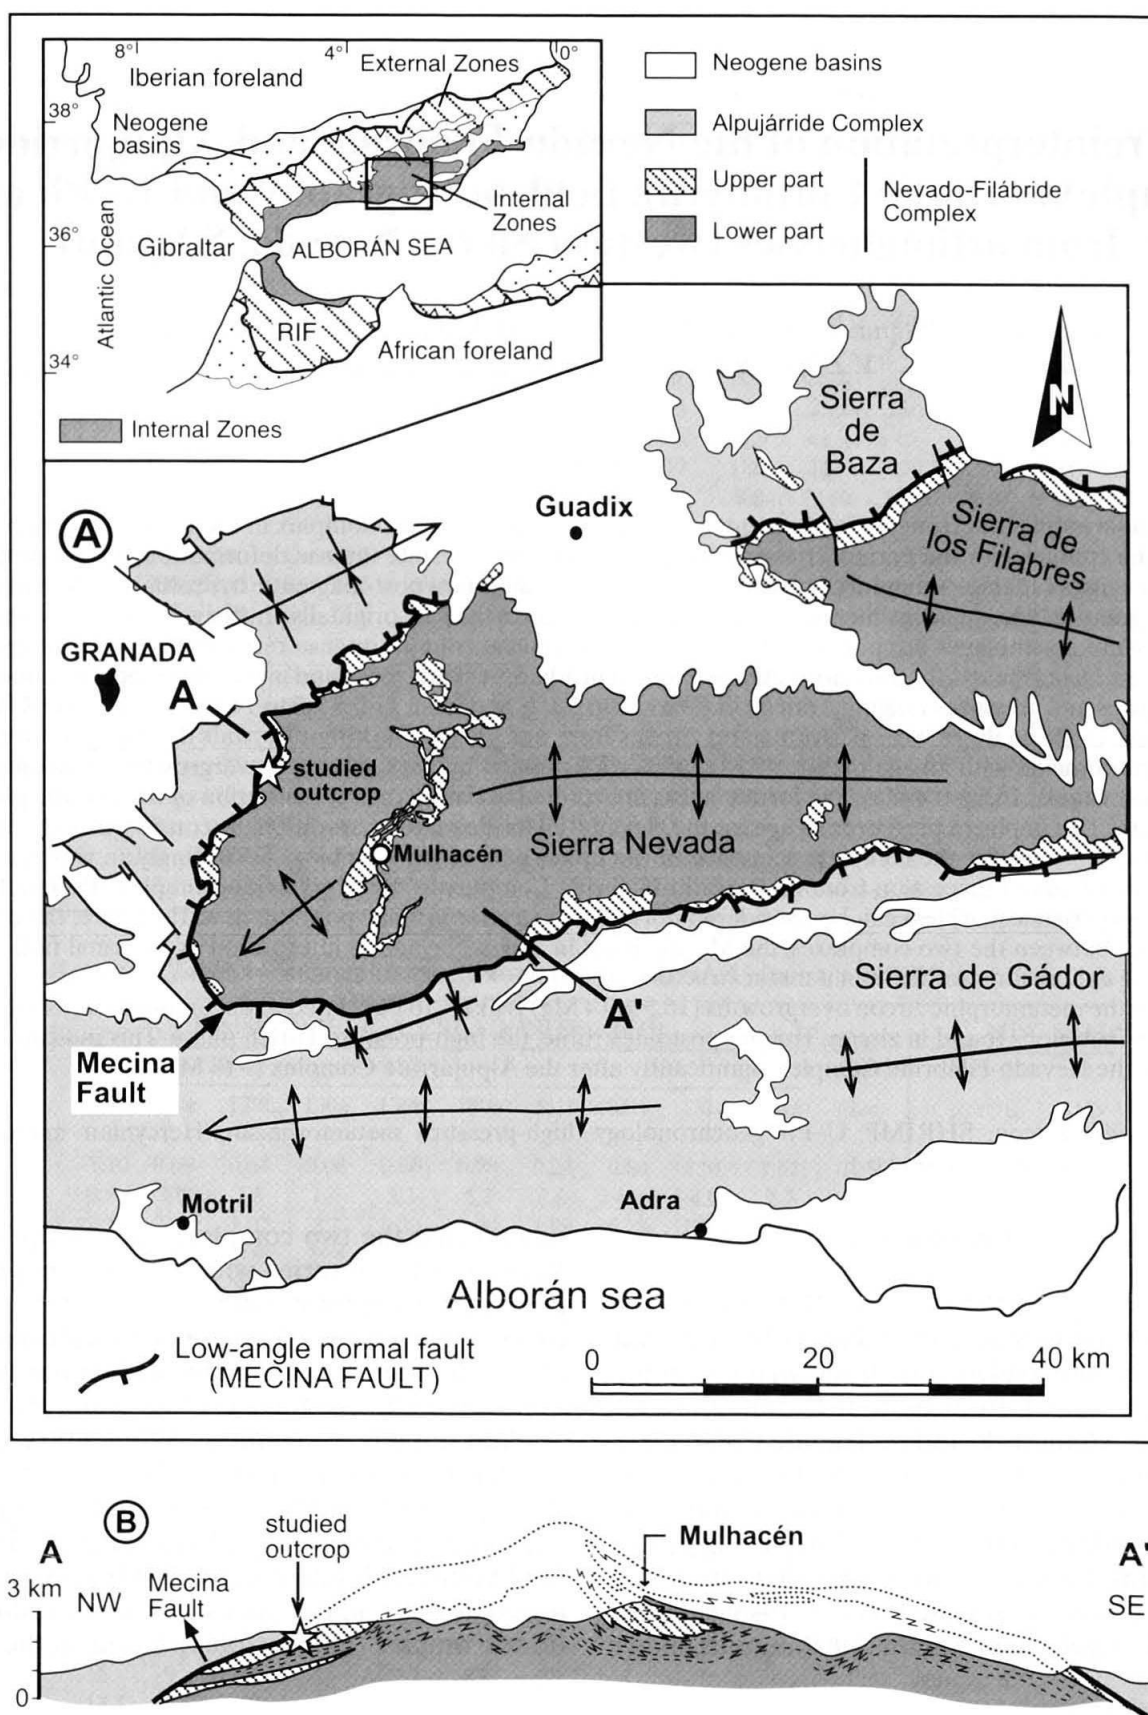 8°
4°
0°
Iberian foreland
External Zones
38°
Neogene
basins
Internal
Zones
36°
Gibraltar
ALBORÁN SEA
Atlantic Ocean
RIF
African foreland
34°
Internal Zones
Neogene basins
Alpujárride Complex
Upper part
Lower part
Nevado-Filábride
Complex
N
Sierra
de
Baza
A
Guadix
Sierra de
los Filabres
GRANADA
A
studied
outcrop
Mulhacén
Sierra Nevada
Sierra de Gádor
A'
Mecina
Fault
Motril
Adra
Alborán sea
Low-angle normal fault
(MECINA FAULT)
0 20 40 km
B
studied
outcrop
Mulhacén
A
A'
3 km
NW
Mecina
Fault
SE
0